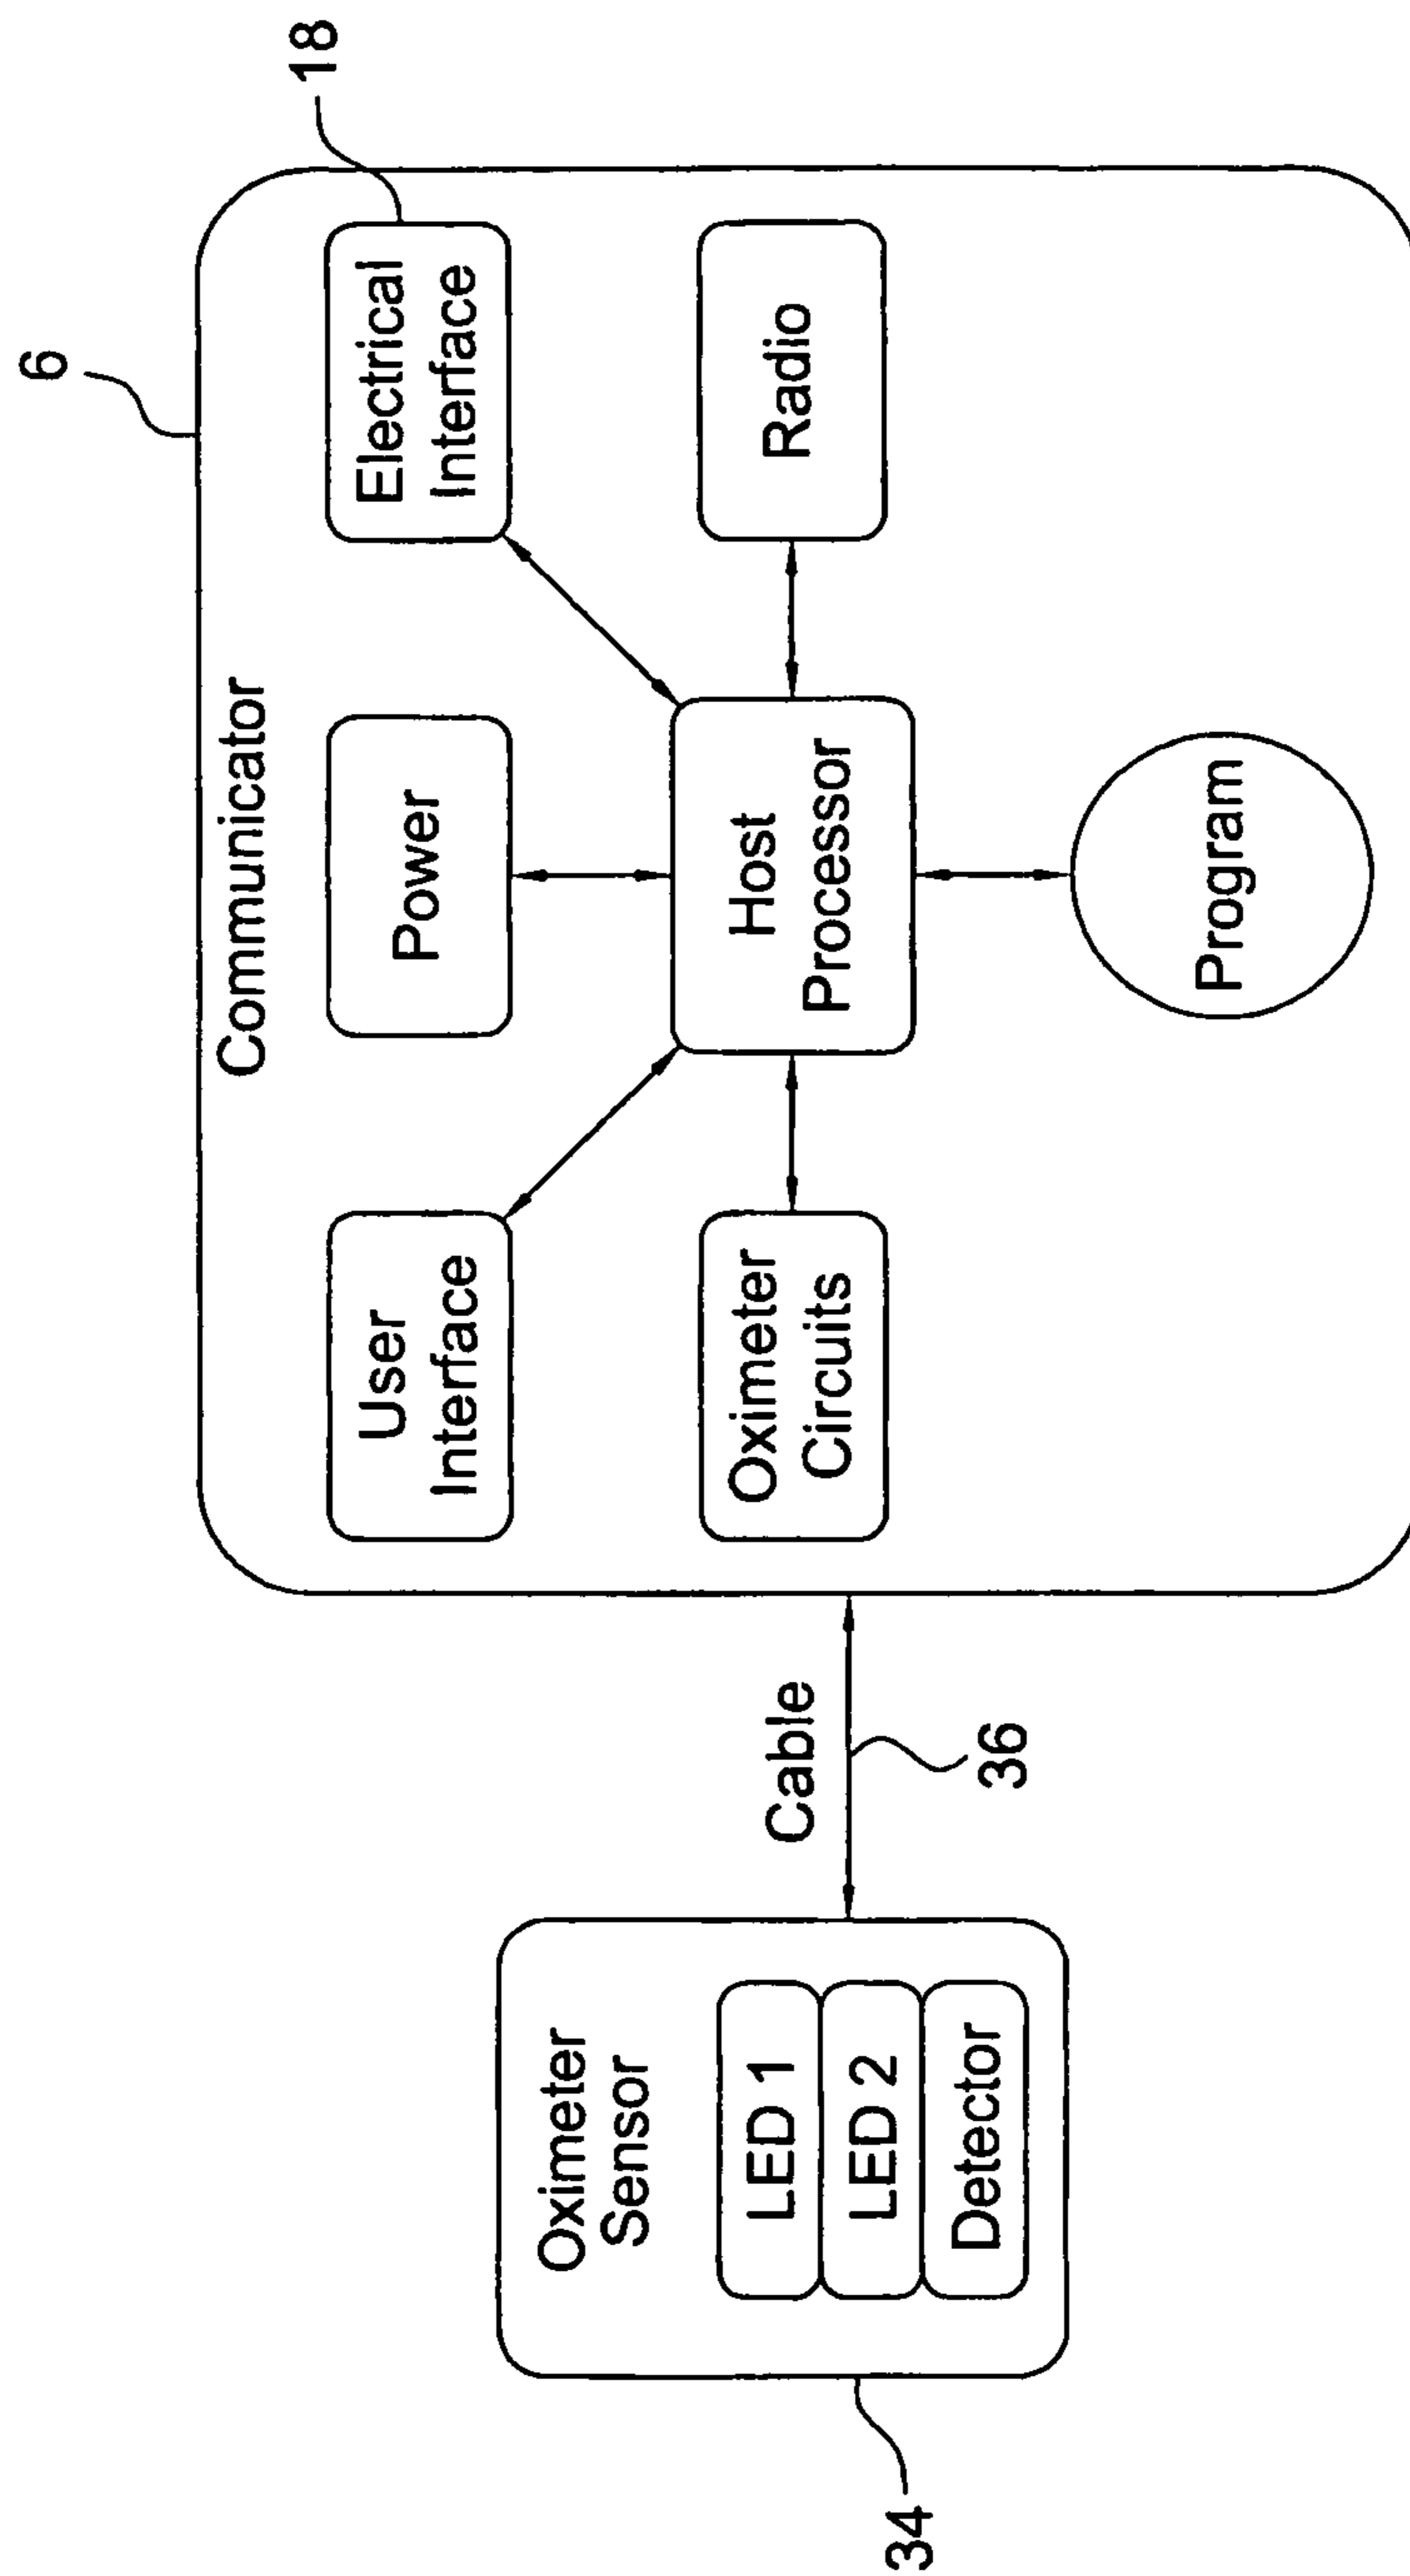 6
18
Communicator
User
Interface
Power
Electrical
Interface
Oximeter
Circuits
Host
Processor
Radio
Program
Cable
36
Oximeter
Sensor
LED 1
LED 2
Detector
34